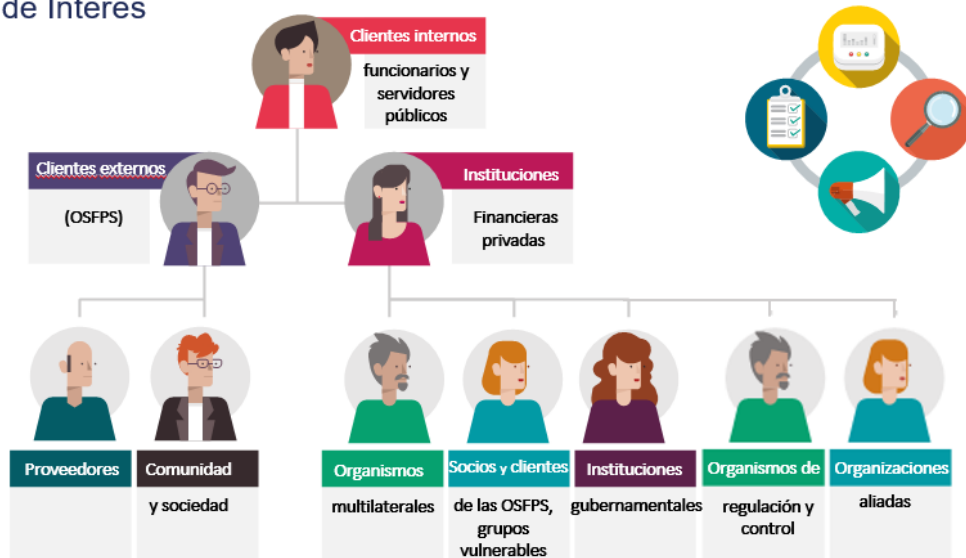 de Interés
Clientes internos
funcionarios y
servidores
públicos
Clientes externos
(OSFPS)
Instituciones
Financieras
privadas
Proveedores
Comunidad
y sociedad
Organismos
multilaterales
Socios y clientes
de las OSFPS,
grupos
vulnerables
Instituciones
gubernamentales
Organismos de
regulación y
control
Organizaciones
aliadas